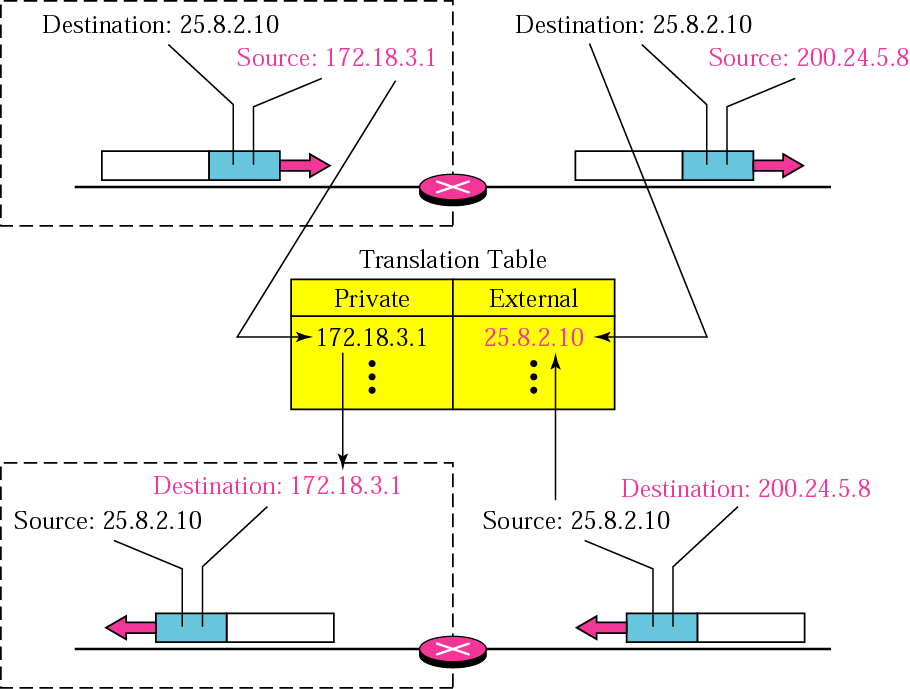 Destination: 25.8.2.10
Source: 172.18.3.1
Destination: 25.8.2.10
Source: 200.24.5.8
Translation Table
Private External
172.18.3.1 25.8.2.10
Destination: 172.18.3.1
Source: 25.8.2.10
Destination: 200.24.5.8
Source: 25.8.2.10